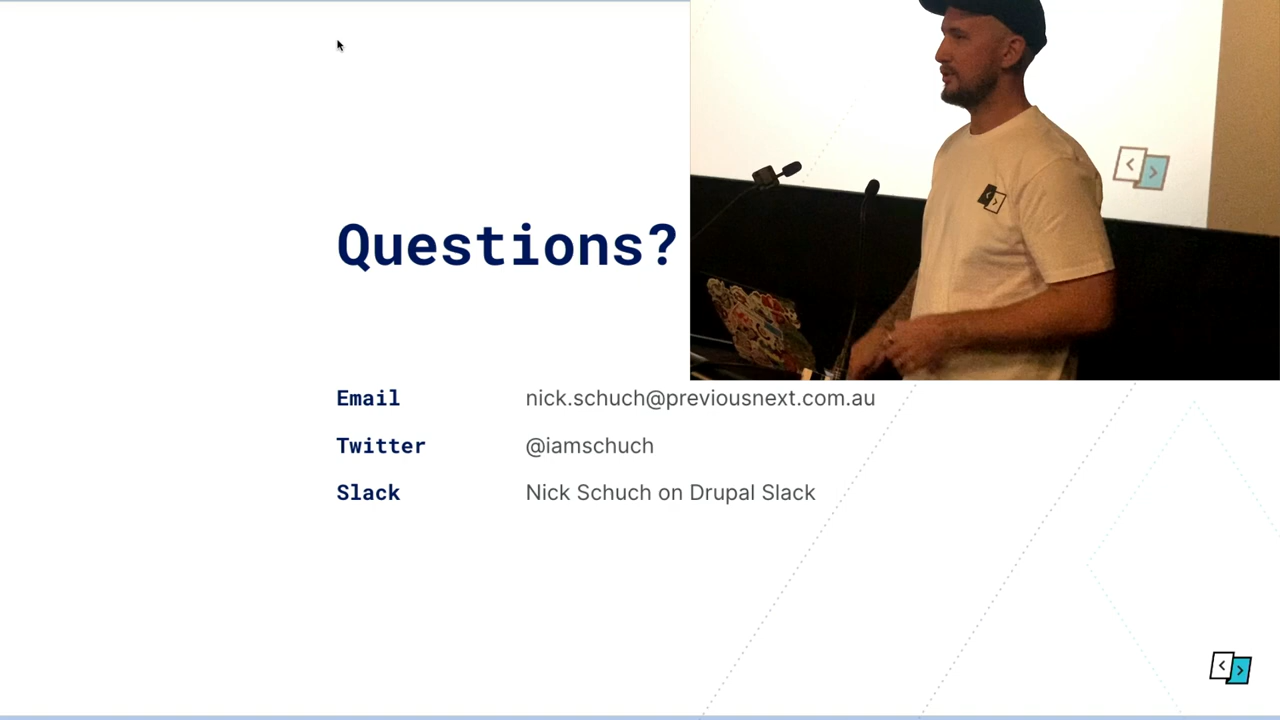 Questions?
Email nick.schuch@previousnext.com.au
Twitter @iamschuch
Slack Nick Schuch on Drupal Slack